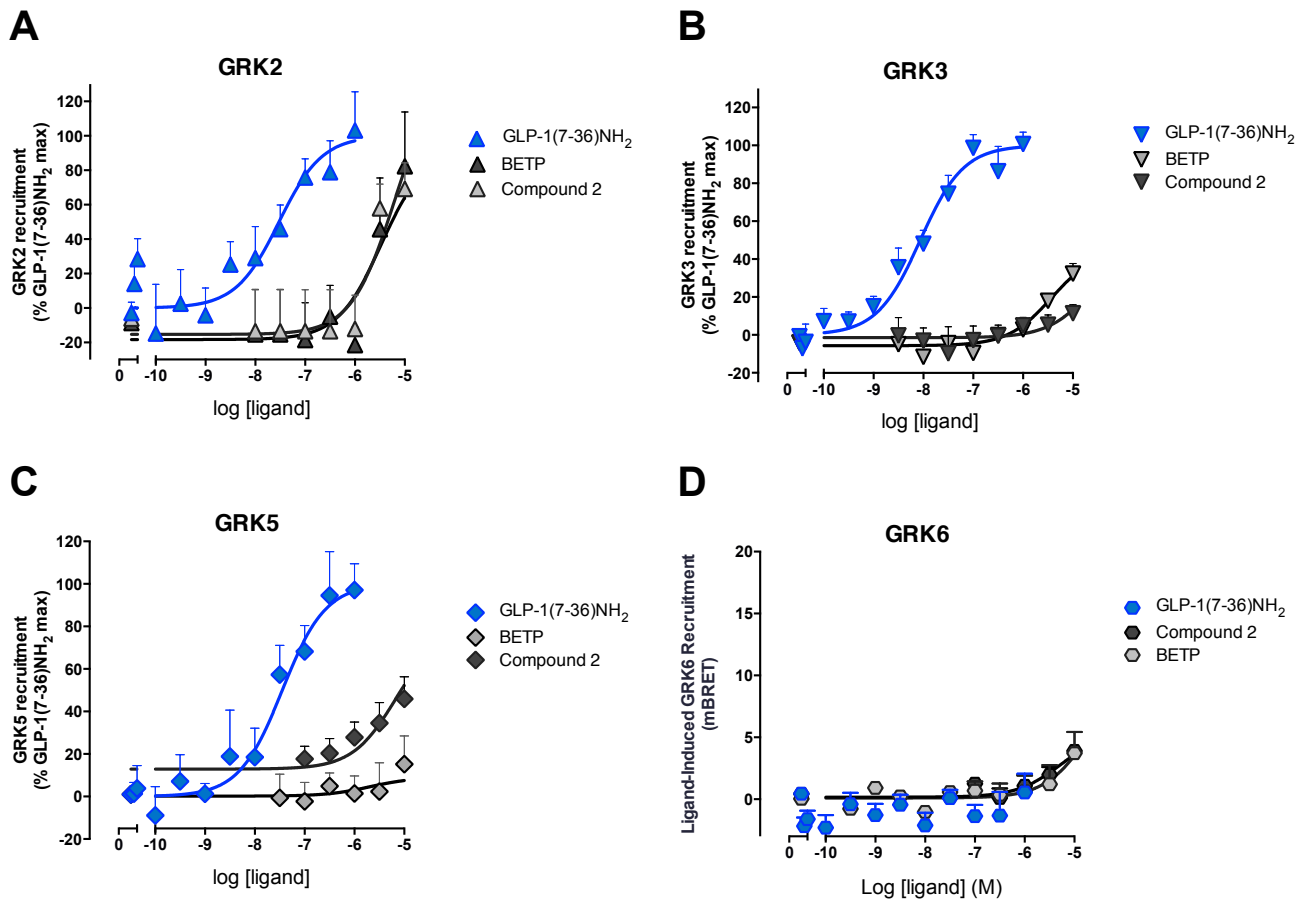 A
GRK2
GRK2 recruitment
(% GLP-1(7-36)NH2 max)
120
100
80
60
40
20
0
-20
0 -10 -9 -8 -7 -6 -5
log [ligand]
GLP-1(7-36)NH2
BETP
Compound 2
B
GRK3
GRK3 recruitment
(% GLP-1(7-36)NH2 max)
120
100
80
60
40
20
0
-20
0 -10 -9 -8 -7 -6 -5
log [ligand]
GLP-1(7-36)NH2
BETP
Compound 2
C
GRK5
GRK5 recruitment
(% GLP-1(7-36)NH2 max)
120
100
80
60
40
20
0
-20
0 -10 -9 -8 -7 -6 -5
log [ligand]
GLP-1(7-36)NH2
BETP
Compound 2
D
GRK6
Ligand-Induced GRK6 Recruitment
(mBRET)
20
15
10
5
0
0 -10 -9 -8 -7 -6 -5
Log [ligand] (M)
GLP-1(7-36)NH2
Compound 2
BETP